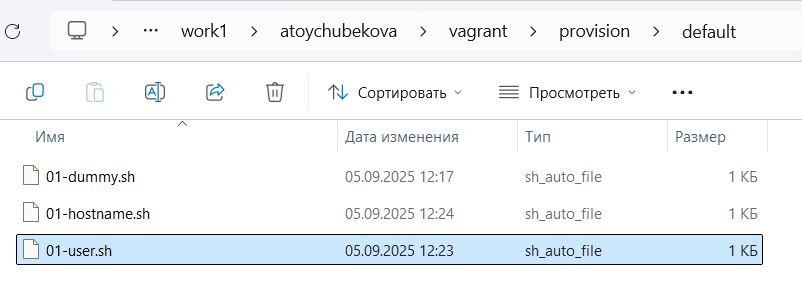 work1 atoychubekova vagrant provision default
Сортировать Просмотреть
Имя Дата изменения Тип Размер
01-dummy.sh 05.09.2025 12:17 sh_auto_file 1 КБ
01-hostname.sh 05.09.2025 12:24 sh_auto_file 1 КБ
01-user.sh 05.09.2025 12:23 sh_auto_file 1 КБ